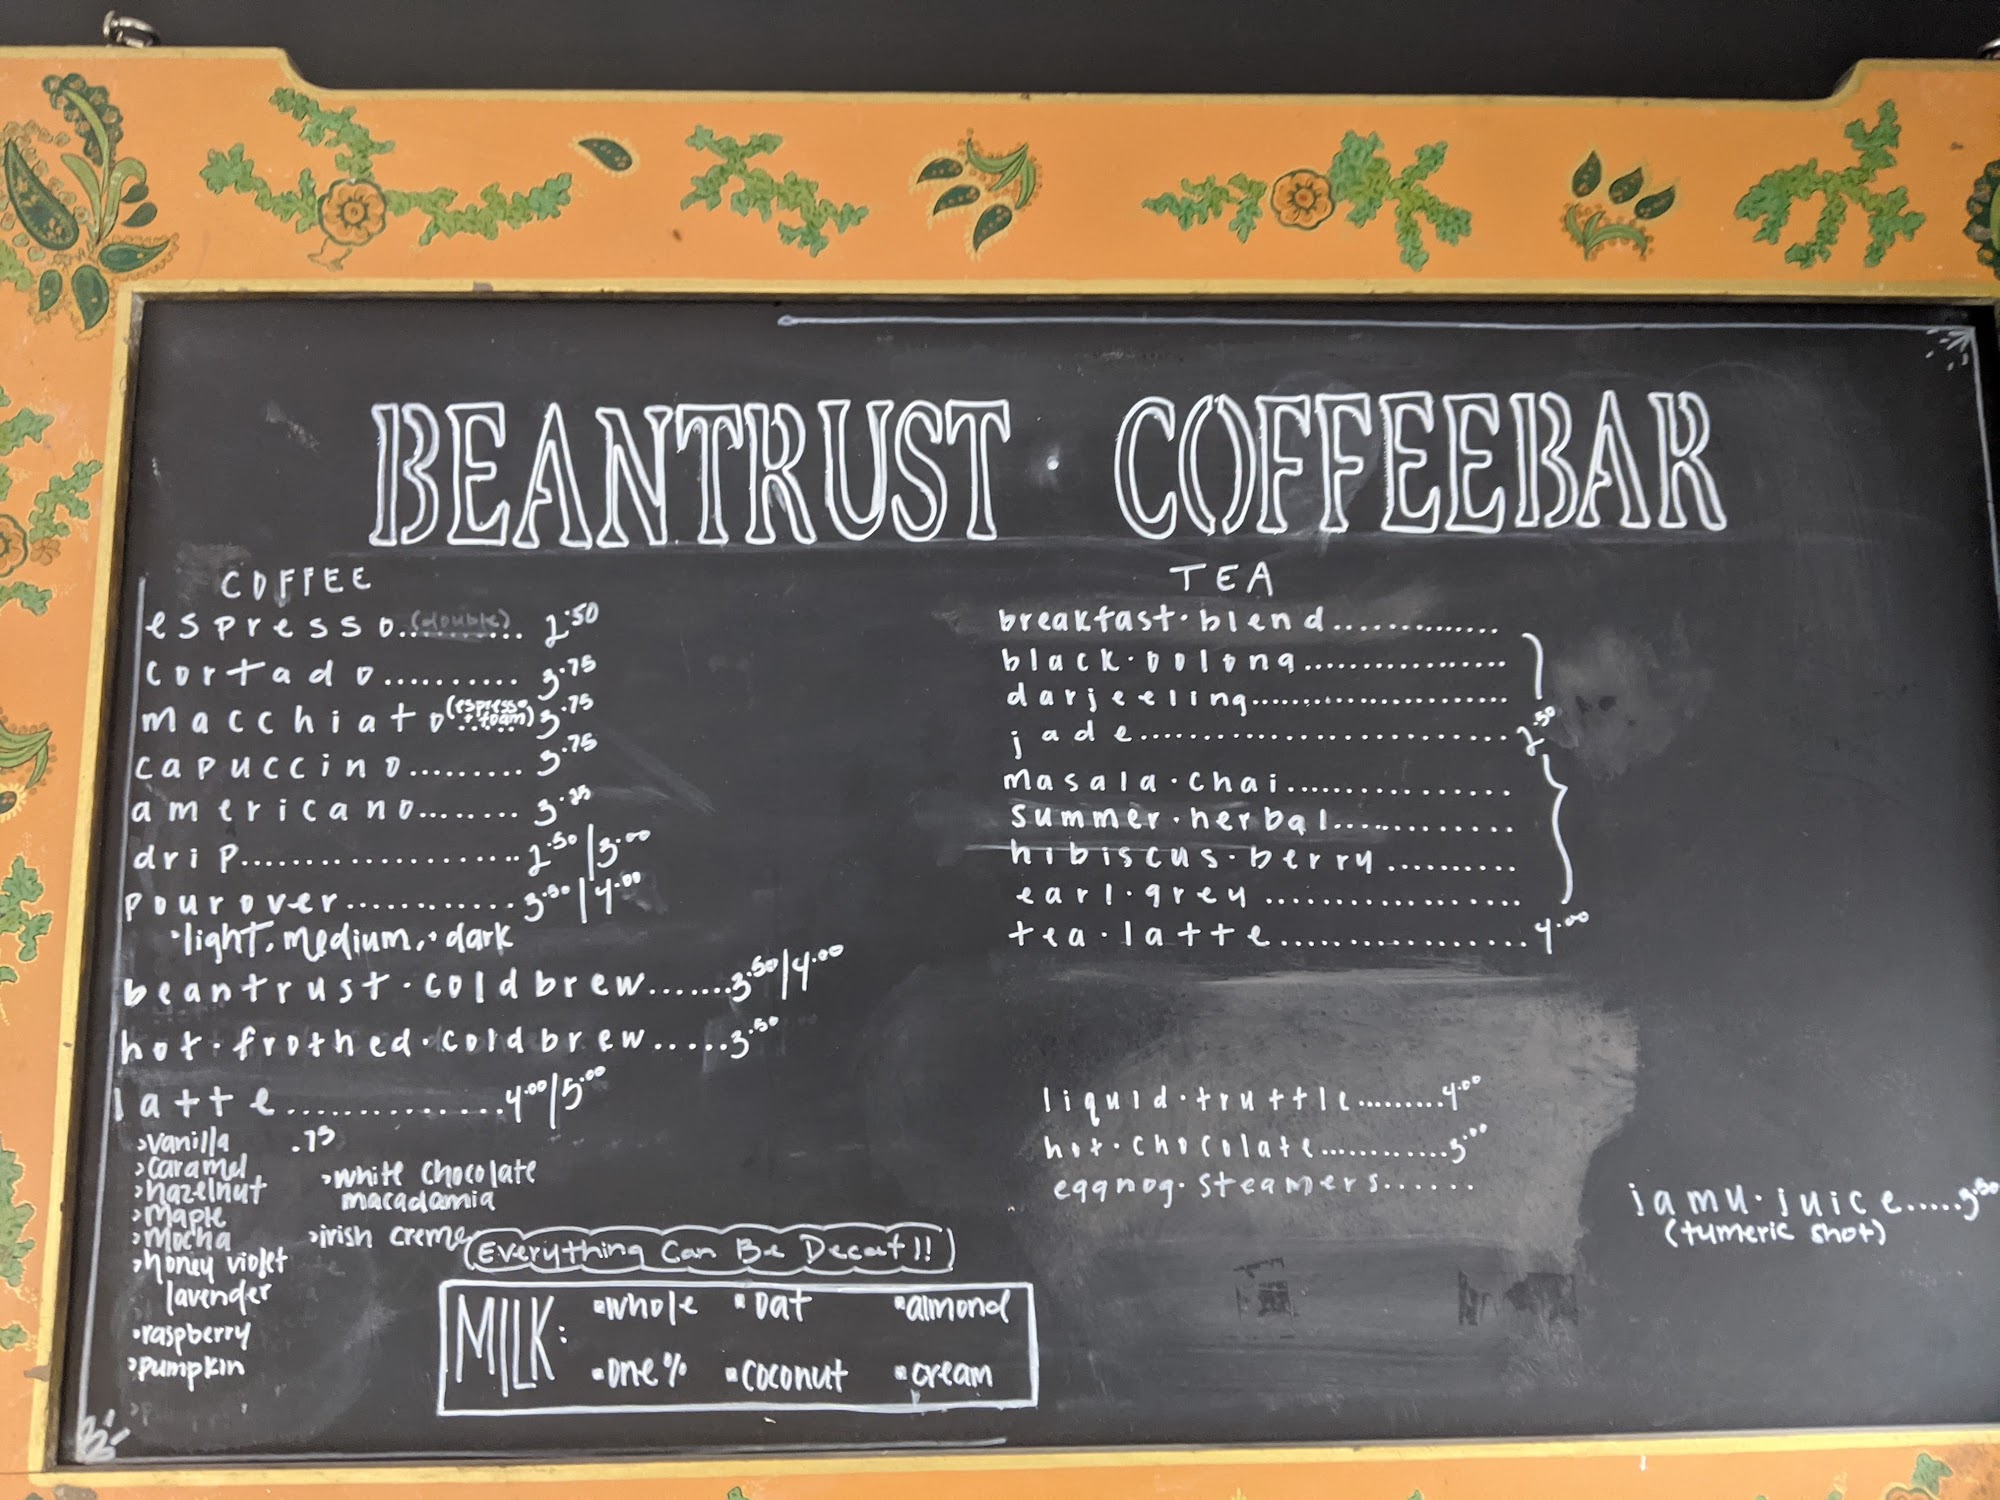 BEANTRUST · COFFEEBAR
COFFEE
espresso (double).......... 2.50
cortado.......... 3.75
macchiato (espresso + foam) 3.75
capuccino......... 3.75
americano........ 3.25
drip..................... 2.50/3.00
pourover............ 3.50/4.00
·light, medium, + dark
beantrust·coldbrew.......3.50/4.00
hot·frothed·coldbrew.....3.50
latte...............4.00/5.00
>vanilla .75
>caramel
>hazelnut
>maple
>mocha
>honey violet
lavender
>raspberry
>pumpkin
>white chocolate
macadamia
>irish creme
Everything Can Be Decaf!!
MILK:
▪whole ▪oat ▪almond
▪one% ▪coconut ▪cream
TEA
breakfast·blend.............
black·oolong.................
darjeeling......................
jade............................. 2.50
masala·chai................
summer·herbal..............
hibiscus·berry..........
earl·grey..................
tea·latte..................4.00
liquid·truffle.........4.00
hot·chocolate............3.00
eggnog·steamers......
jamu·juice.....3.50
(tumeric shot)